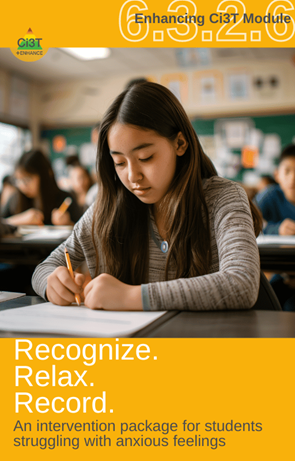 6.3.2.6
Enhancing Ci3T Module
Ci3T
ENHANCE
Recognize.
Relax.
Record.
An intervention package for students
struggling with anxious feelings